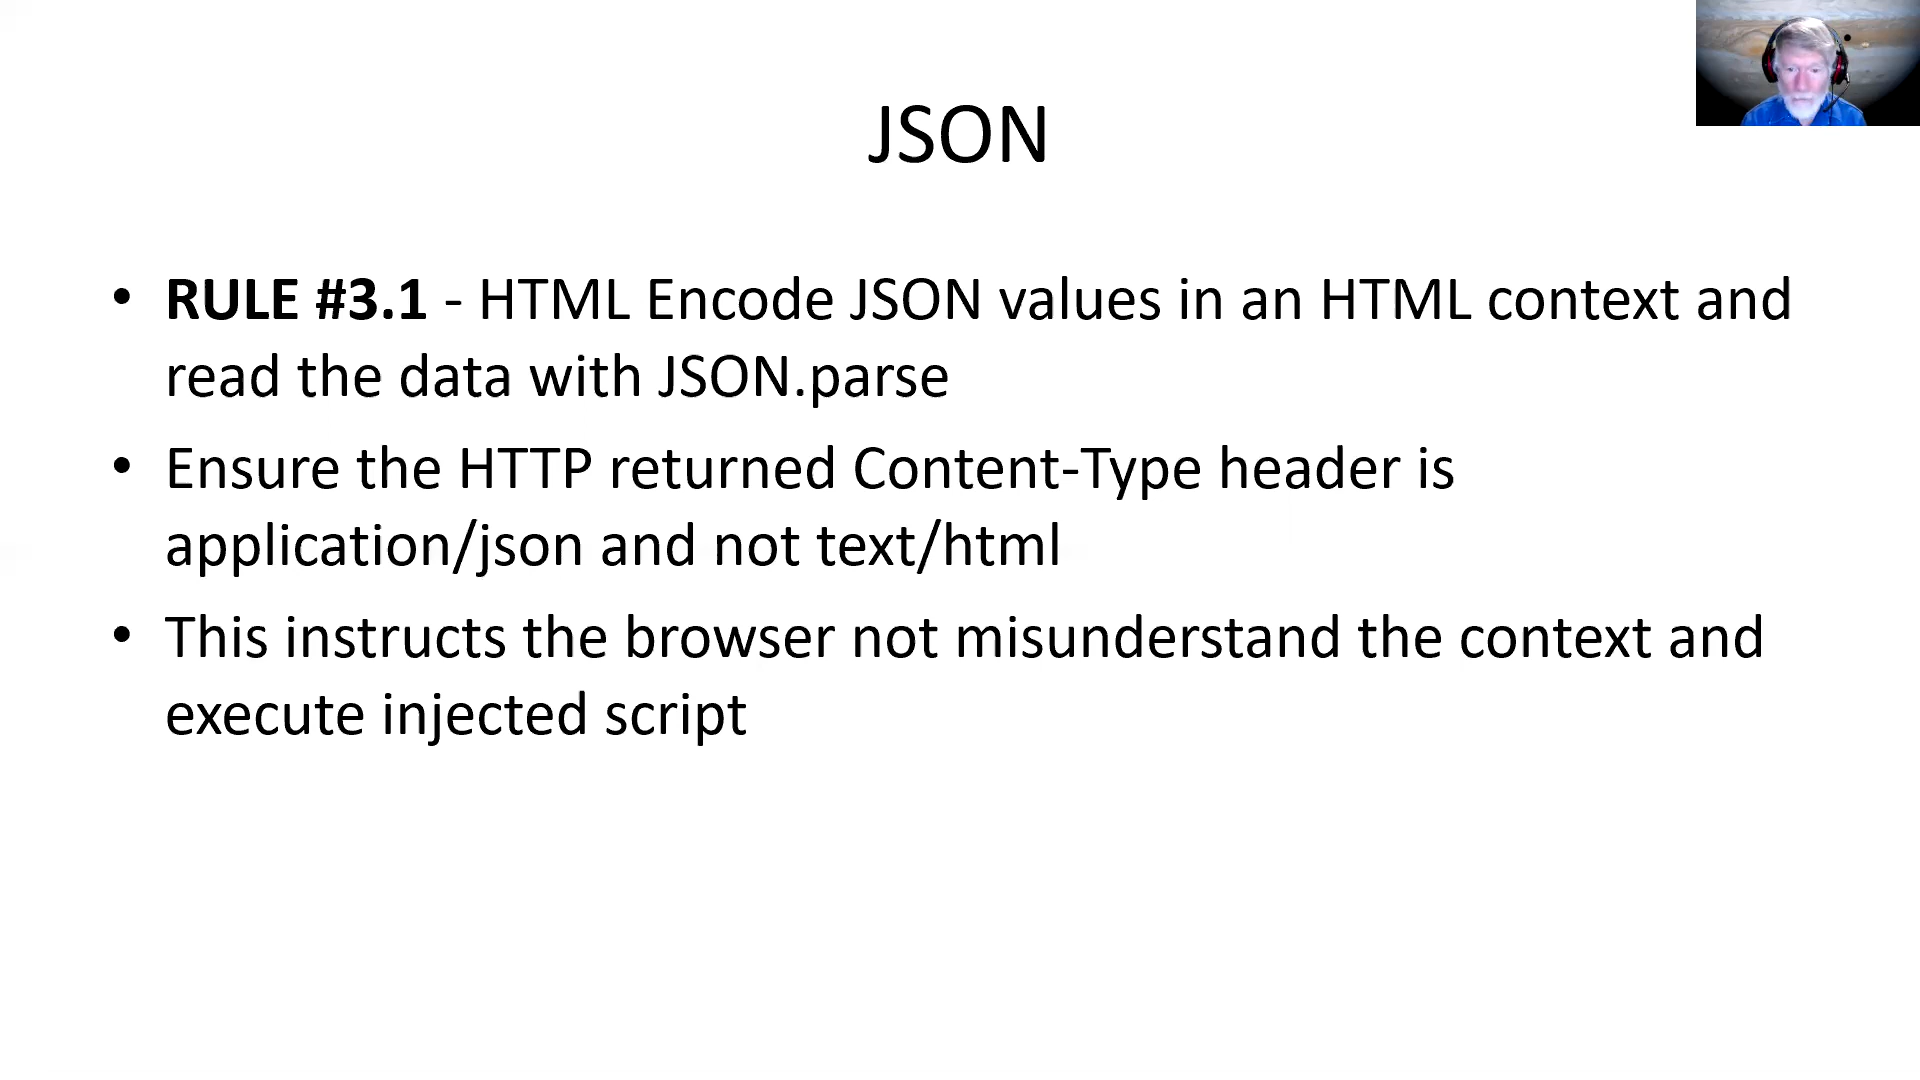 JSON
• RULE #3.1 - HTML Encode JSON values in an HTML context and
read the data with JSON.parse
• Ensure the HTTP returned Content-Type header is
application/json and not text/html
• This instructs the browser not misunderstand the context and
execute injected script